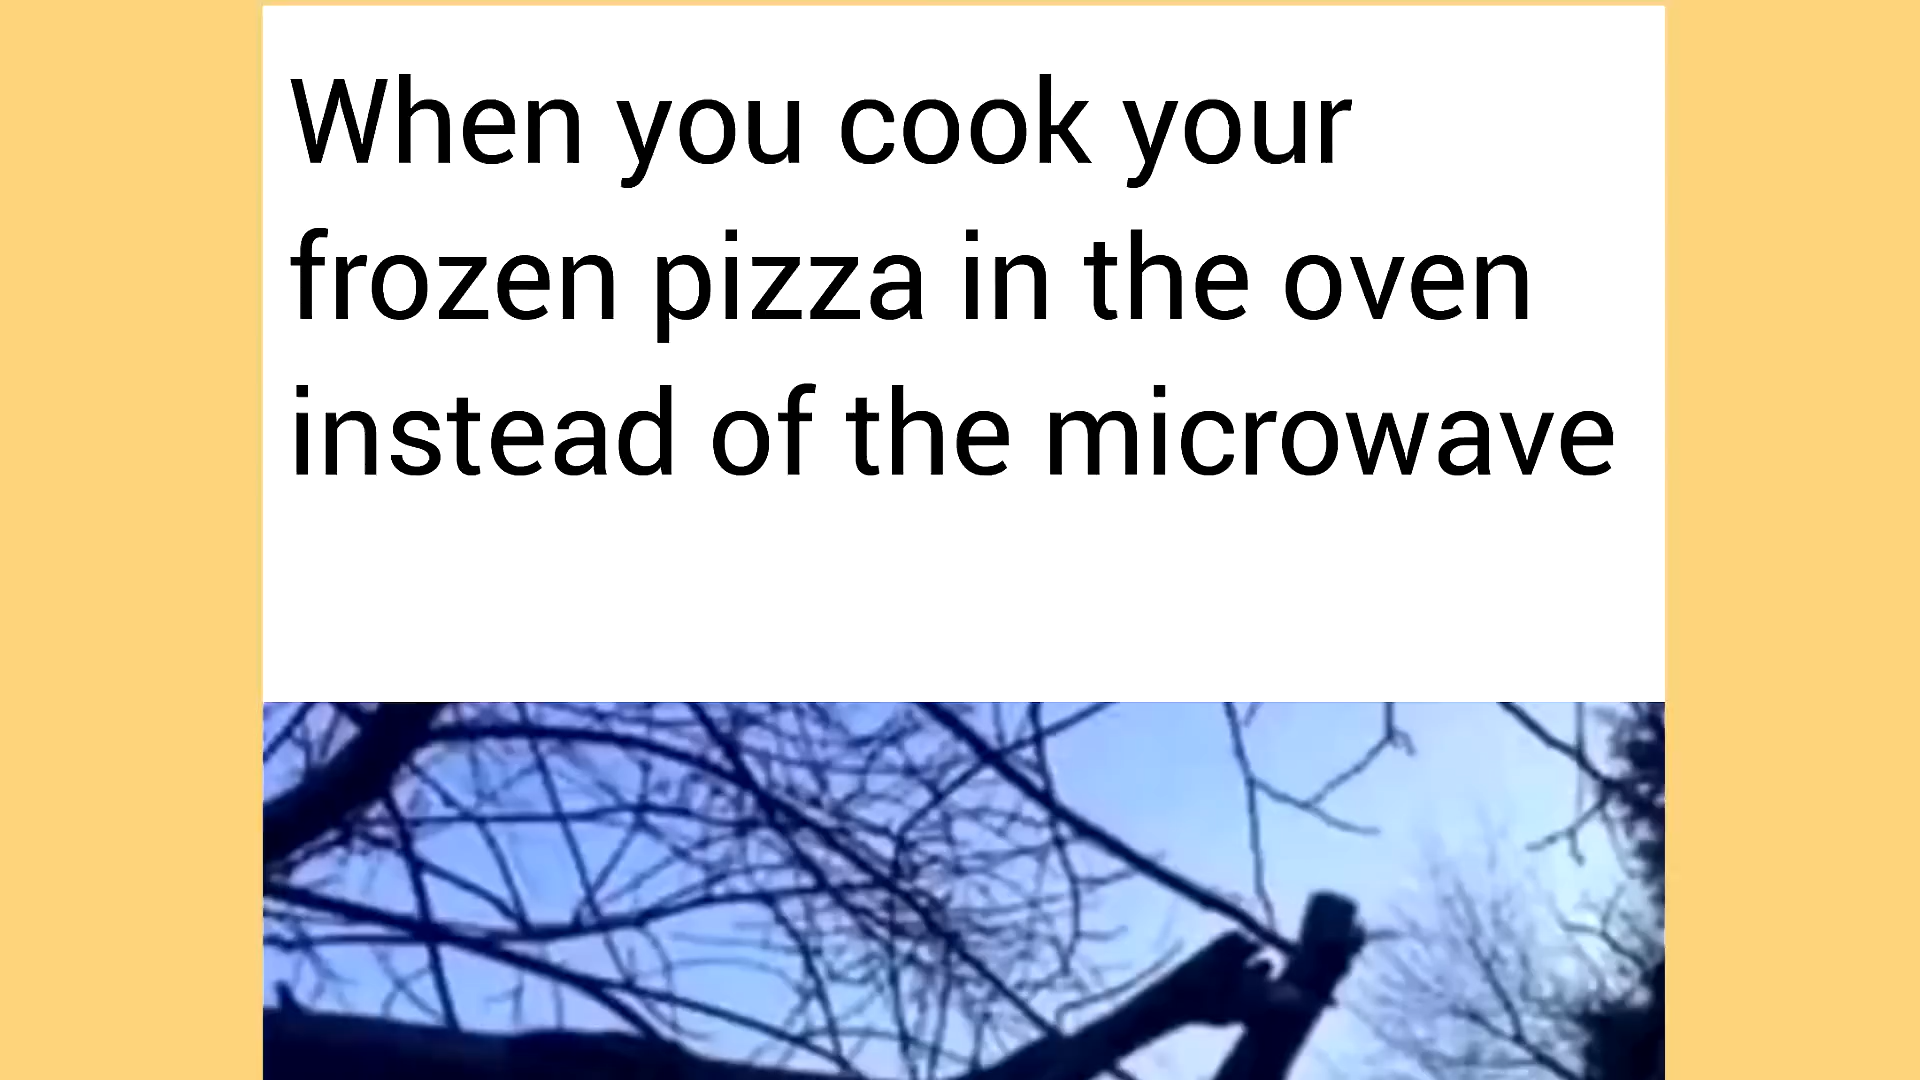 When you cook your
frozen pizza in the oven
instead of the microwave